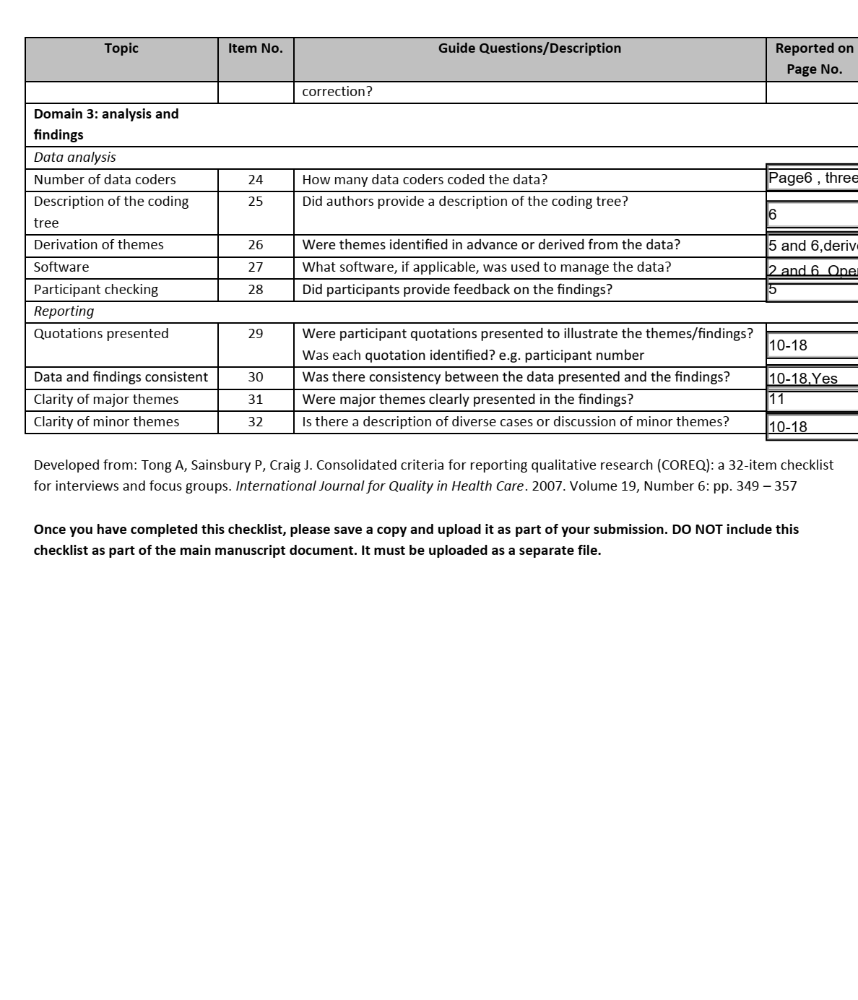 Topic Item No. Guide Questions/Description Reported on
Page No.
correction?
Domain 3: analysis and
findings
Data analysis
Number of data coders 24 How many data coders coded the data? Page6 , three
Description of the coding 25 Did authors provide a description of the coding tree?
tree 6
Derivation of themes 26 Were themes identified in advance or derived from the data? 5 and 6,
Software 27 What software, if applicable, was used to manage the data? 2 and 6
Participant checking 28 Did participants provide feedback on the findings? 5
Reporting
Quotations presented 29 Were participant quotations presented to illustrate the themes/findings?
Was each quotation identified? e.g. participant number 10-18
Data and findings consistent 30 Was there consistency between the data presented and the findings? 10-18,Yes
Clarity of major themes 31 Were major themes clearly presented in the findings? 11
Clarity of minor themes 32 Is there a description of diverse cases or discussion of minor themes? 10-18
Developed from: Tong A, Sainsbury P, Craig J. Consolidated criteria for reporting qualitative research (COREQ): a 32-item checklist
for interviews and focus groups. International Journal for Quality in Health Care. 2007. Volume 19, Number 6: pp. 349 – 357
Once you have completed this checklist, please save a copy and upload it as part of your submission. DO NOT include this
checklist as part of the main manuscript document. It must be uploaded as a separate file.